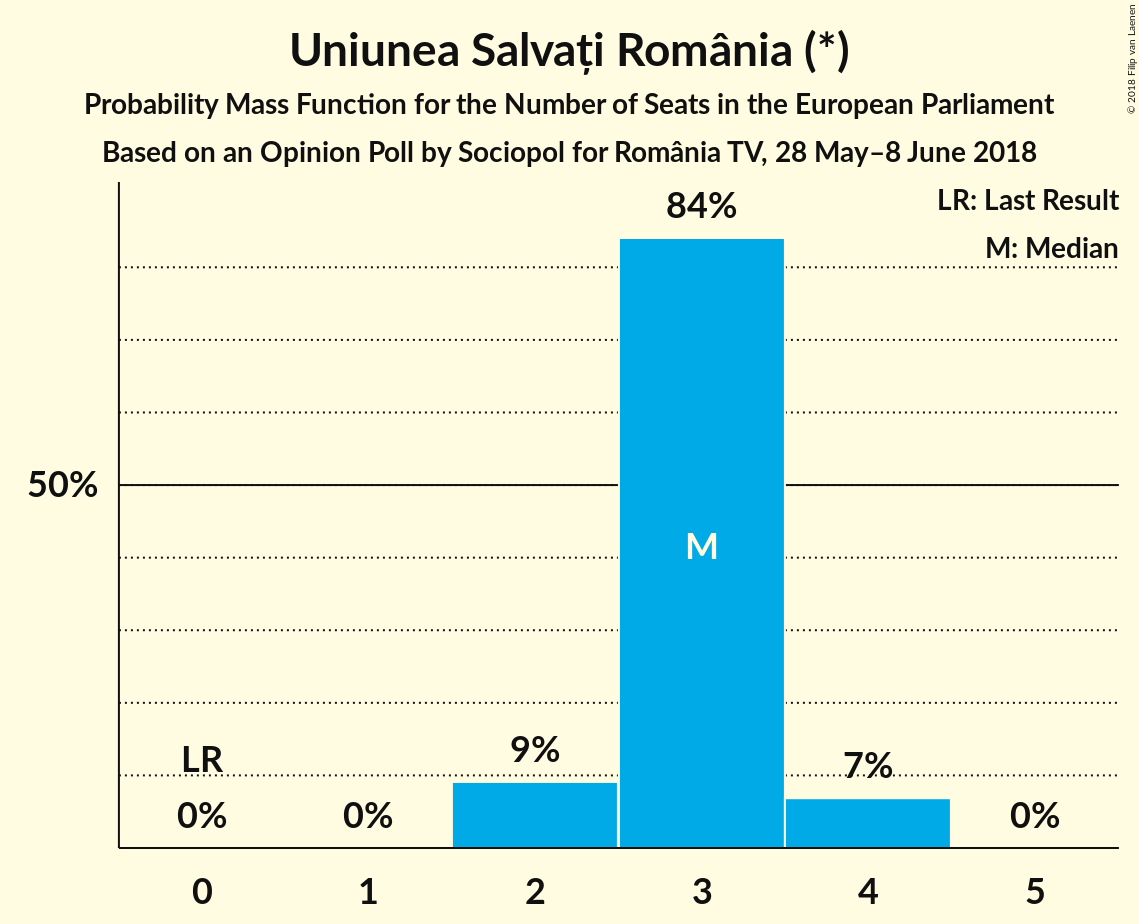 Uniunea Salvați România (*)
Probability Mass Function for the Number of Seats in the European Parliament
Based on an Opinion Poll by Sociopol for România TV, 28 May–8 June 2018
© 2018 Filip van Laenen
LR: Last Result
M: Median
84%
50%
M
LR
9%
7%
0%
0%
0%
0
1
2
3
4
5